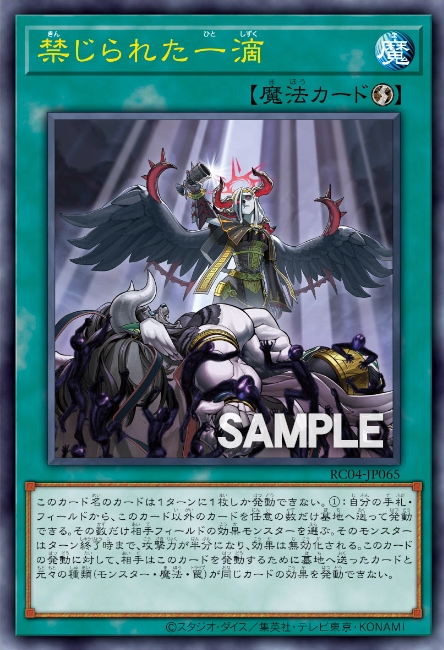 禁じられた一滴
【魔法カード】
魔
SAMPLE
RC04-JP065
このカード名のカードは1ターンに1枚しか発動できない。①:自分の手札・
フィールドから、このカード以外のカードを任意の数だけ墓地へ送って発動
できる。その数だけ相手フィールドの効果モンスターを選ぶ。そのモンスター
はターン終了時まで、攻撃力が半分になり、効果は無効化される。このカード
の発動に対して、相手はこのカードを発動するために墓地へ送ったカードと
元々の種類(モンスター・魔法・罠)が同じカードの効果を発動できない。
©スタジオ・ダイス/集英社・テレビ東京・KONAMI